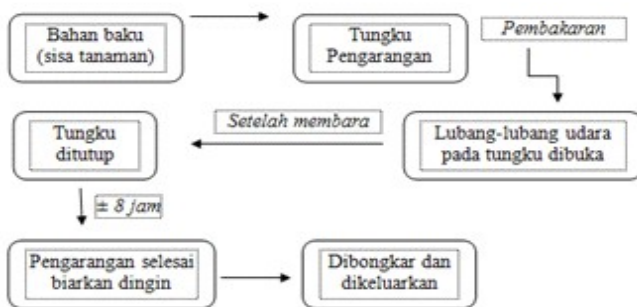 Bahan baku
(sisa tanaman)
Tungku
Pengarangan
Pembakaran
Lubang-lubang udara
pada tungku dibuka
Setelah membara
Tungku
ditutup
± 8 jam
Pengarangan selesai
biarkan dingin
Dibongkar dan
dikeluarkan